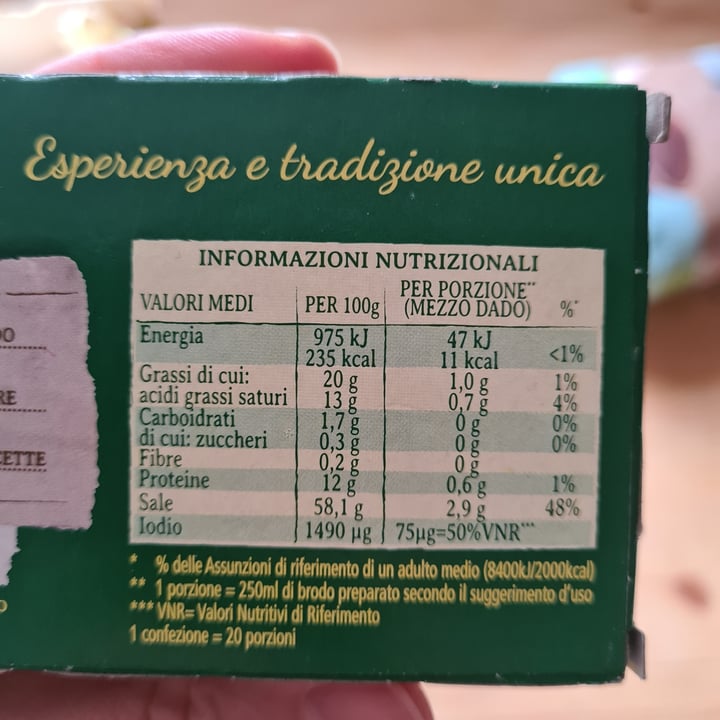 Esperienza e tradizione unica
INFORMAZIONI NUTRIZIONALI
VALORI MEDI PER 100g PER PORZIONE** (MEZZO DADO) %*
Energia 975 kJ 47 kJ
235 kcal 11 kcal <1%
Grassi di cui: 20 g 1,0 g 1%
acidi grassi saturi 13 g 0,7 g 4%
Carboidrati 1,7 g 0 g 0%
di cui: zuccheri 0,3 g 0 g 0%
Fibre 0,2 g 0 g
Proteine 12 g 0,6 g 1%
Sale 58,1 g 2,9 g 48%
Iodio 1490 µg 75µg=50%VNR***
* % delle Assunzioni di riferimento di un adulto medio (8400kJ/2000kcal)
** 1 porzione = 250ml di brodo preparato secondo il suggerimento d'uso
*** VNR= Valori Nutritivi di Riferimento
1 confezione = 20 porzioni